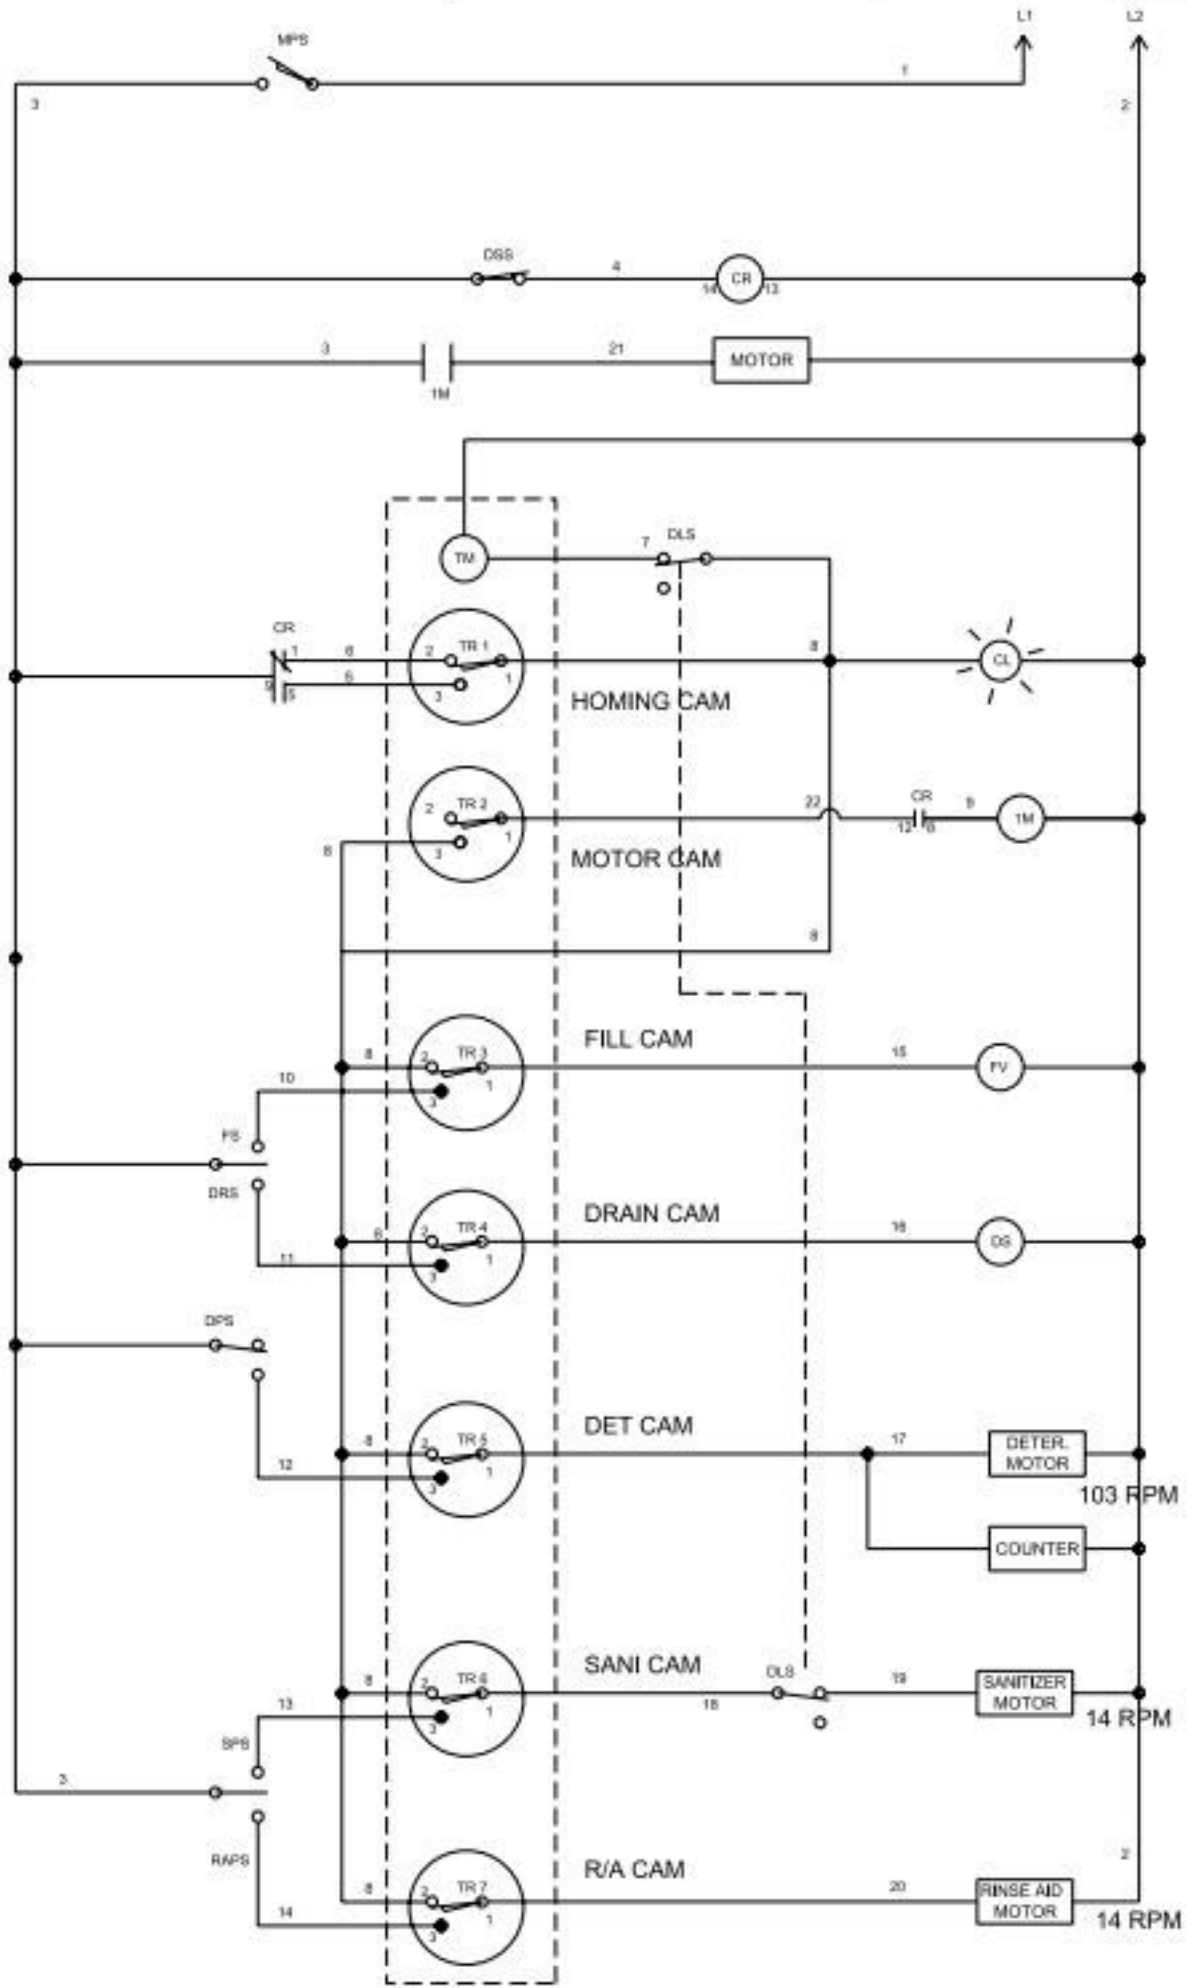 L1
L2
MPS
1
3
2
DSS
4
CR
14
13
3
21
MOTOR
1M
TM
7
DLS
CR
1
6
2
TR 1
8
CL
9
5
5
3
1
HOMING CAM
2
TR 2
22
CR
9
1M
12
8
8
3
1
MOTOR CAM
8
FILL CAM
8
2
TR 3
15
FV
10
3
1
FS
DRS
DRAIN CAM
8
2
TR 4
16
DS
11
3
1
DPS
DET CAM
8
2
TR 5
17
DETER.
MOTOR
12
3
1
103 RPM
COUNTER
SANI CAM
DLS
8
2
TR 6
18
19
SANITIZER
MOTOR
13
3
1
14 RPM
SPS
3
RAPS
R/A CAM
2
8
2
TR 7
20
RINSE AID
MOTOR
14
3
1
14 RPM